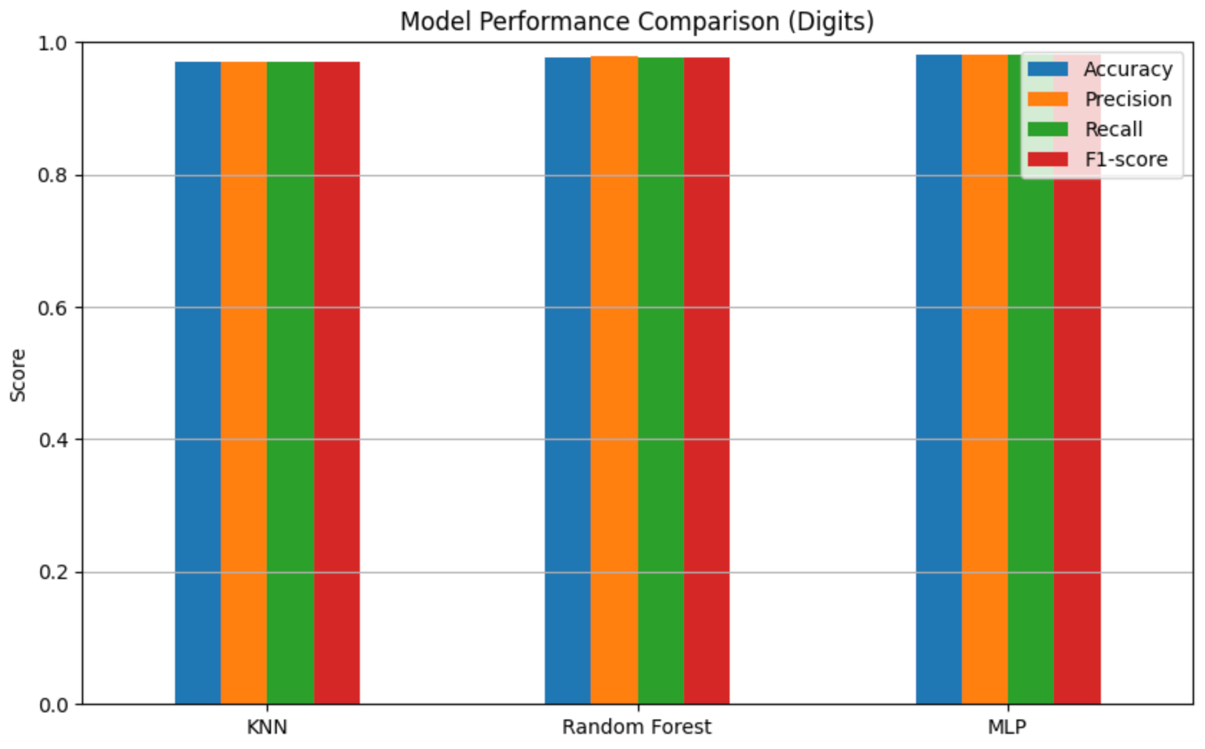 Model Performance Comparison (Digits)
1.0
0.8
0.6
0.4
0.2
0.0
Score
Accuracy
Precision
Recall
F1-score
KNN
Random Forest
MLP